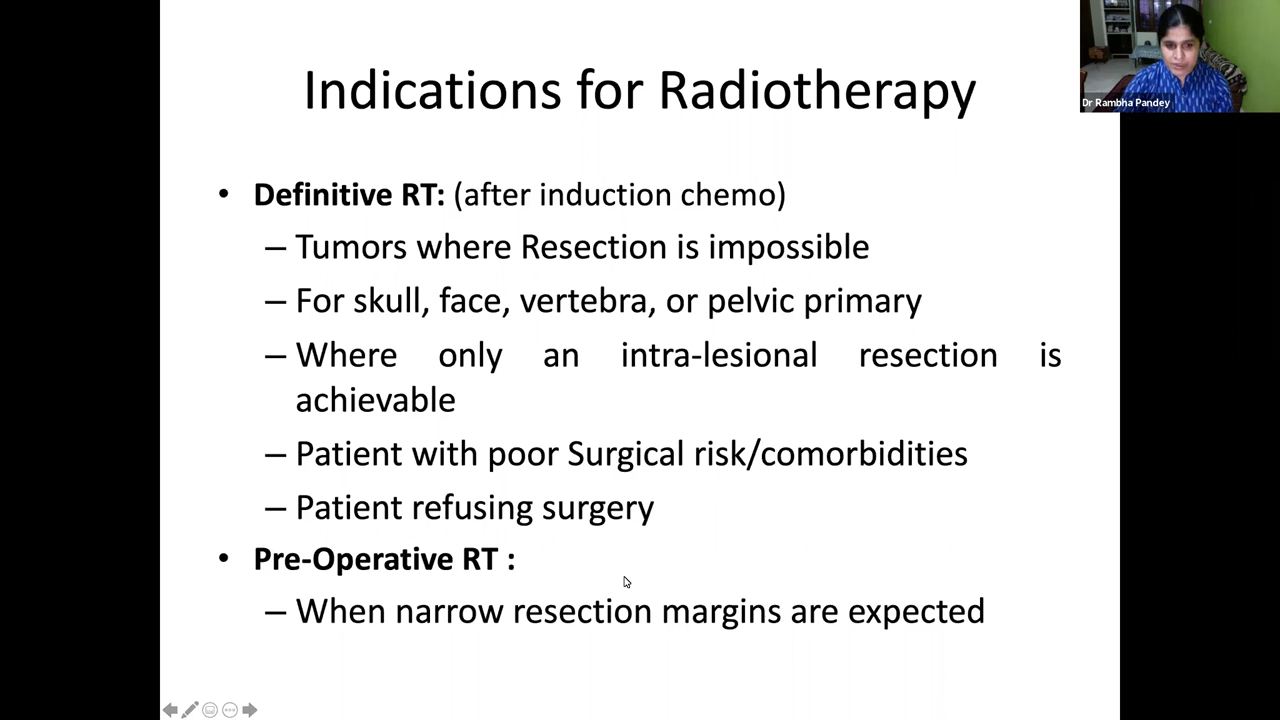 Indications for Radiotherapy
Dr Rambha Pandey
• Definitive RT: (after induction chemo)
– Tumors where Resection is impossible
– For skull, face, vertebra, or pelvic primary
– Where only an intra-lesional resection is
achievable
– Patient with poor Surgical risk/comorbidities
– Patient refusing surgery
• Pre-Operative RT :
– When narrow resection margins are expected